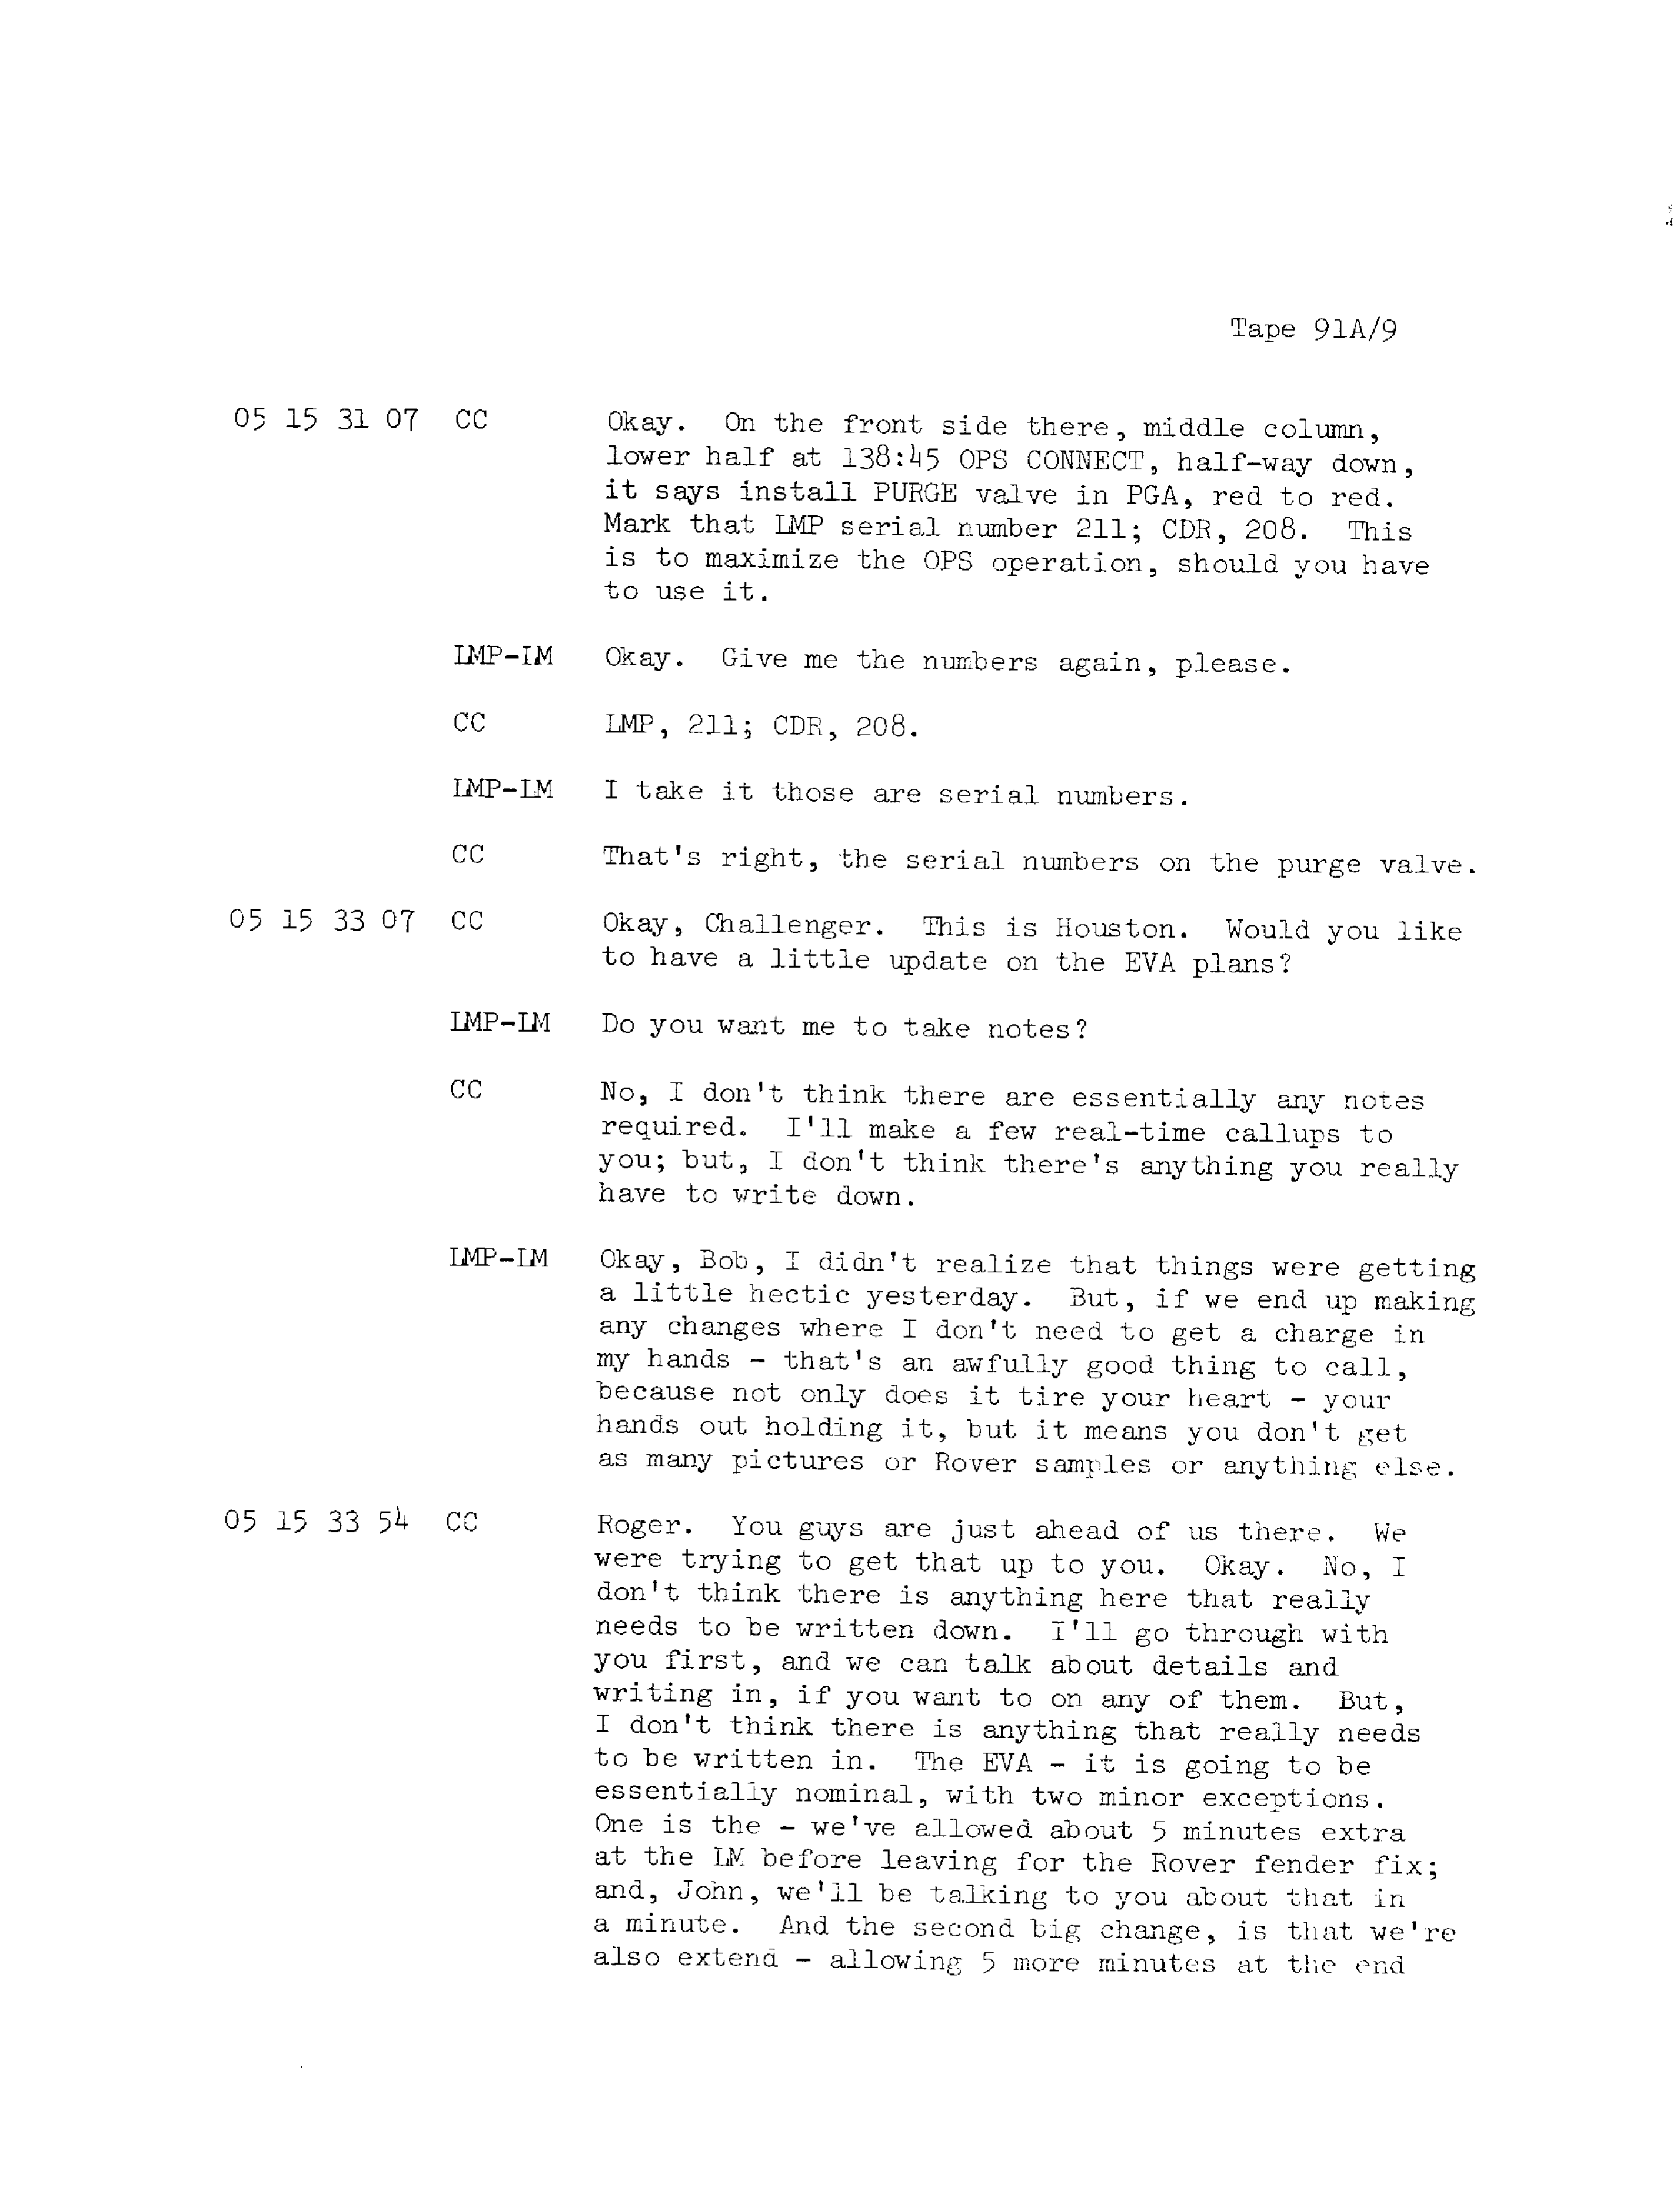 Tape 91A/9
05 15 31 07 CC Okay. On the front side there, middle column,
lower half at 138:45 OPS CONNECT, half-way down,
it says install PURGE valve in PGA, red to red.
Mark that LMP serial number 211; CDR, 208. This
is to maximize the OPS operation, should you have
to use it.
LMP-LM Okay. Give me the numbers again, please.
CC LMP, 211; CDR, 208.
LMP-LM I take it those are serial numbers.
CC That's right, the serial numbers on the purge valve.
05 15 33 07 CC Okay, Challenger. This is Houston. Would you like
to have a little update on the EVA plans?
LMP-LM Do you want me to take notes?
CC No, I don't think there are essentially any notes
required. I'll make a few real-time callups to
you; but, I don't think there's anything you really
have to write down.
LMP-LM Okay, Bob, I didn't realize that things were getting
a little hectic yesterday. But, if we end up making
any changes where I don't need to get a charge in
my hands - that's an awfully good thing to call,
because not only does it tire your heart - your
hands out holding it, but it means you don't get
as many pictures or Rover samples or anything else.
05 15 33 54 CC Roger. You guys are just ahead of us there. We
were trying to get that up to you. Okay. No, I
don't think there is anything here that really
needs to be written down. I'll go through with
you first, and we can talk about details and
writing in, if you want to on any of them. But,
I don't think there is anything that really needs
to be written in. The EVA - it is going to be
essentially nominal, with two minor exceptions.
One is the - we've allowed about 5 minutes extra
at the LM before leaving for the Rover fender fix;
and, John, we'll be talking to you about that in
a minute. And the second big change, is that we're
also extend - allowing 5 more minutes at the end